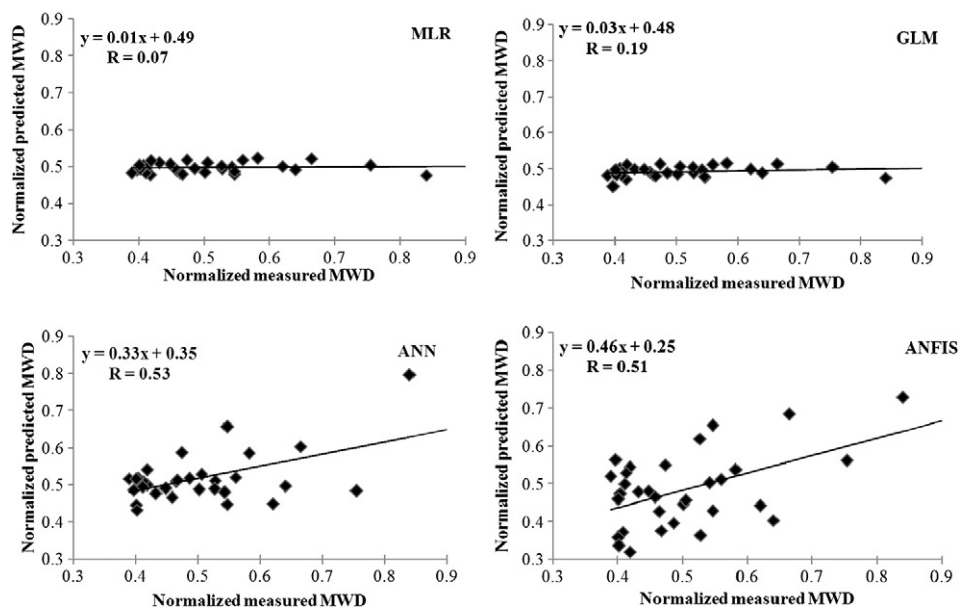 0.9
0.8
0.7
0.6
0.5
0.4
0.3
y = 0.01x + 0.49
R = 0.07
MLR
Normalized predicted MWD
0.3 0.4 0.5 0.6 0.7 0.8 0.9
Normalized measured MWD
0.9
0.8
0.7
0.6
0.5
0.4
0.3
y = 0.03x + 0.48
R = 0.19
GLM
Normalized predicted MWD
0.3 0.4 0.5 0.6 0.7 0.8 0.9
Normalized measured MWD
0.9
0.8
0.7
0.6
0.5
0.4
0.3
y = 0.33x + 0.35
R = 0.53
ANN
Normalized predicted MWD
0.3 0.4 0.5 0.6 0.7 0.8 0.9
Normalized measured MWD
0.9
0.8
0.7
0.6
0.5
0.4
0.3
y = 0.46x + 0.25
R = 0.51
ANFIS
Normalized predicted MWD
0.3 0.4 0.5 0.6 0.7 0.8 0.9
Normalized measured MWD